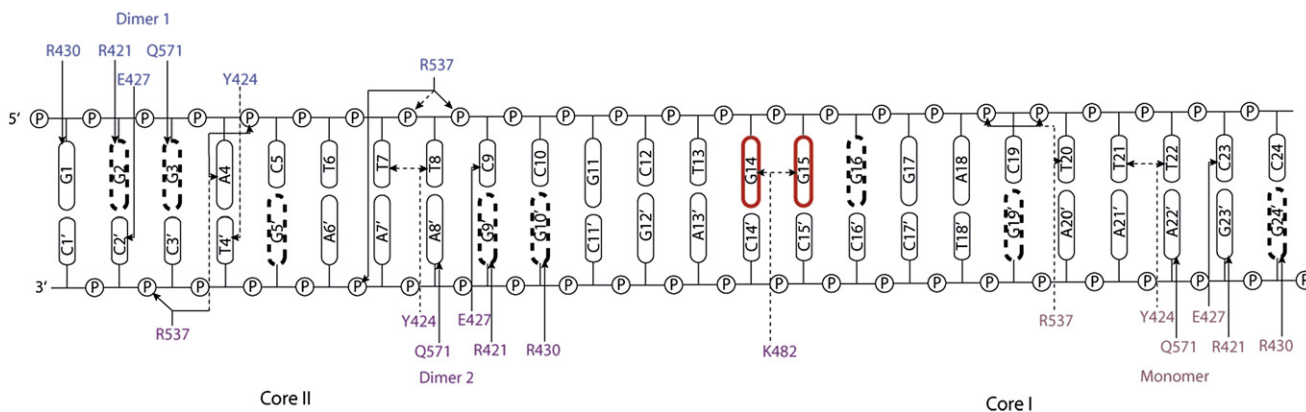 Dimer 1
R430 R421 Q571
E427 Y424 R537
5' P P P P P P P P P P P P P P P P P P P P P P P P
G1 G2 G3 A4 C5 T6 T7 T8 C9 C10 G11 C12 T13 G14 G15 G16 G17 A18 C19 T20 T21 T22 C23 C24
C1' C2' C3' T4' G5' A6' A7' A8' G9' G10' C11' G12' A13' C14' C15' C16' C17' T18' G19' A20' A21' A22' G23' G24'
3' P P P P P P P P P P P P P P P P P P P P P P P P
R537 Y424 E427 R537 Y424 E427
Q571 R421 R430 K482 Q571 R421 R430
Dimer 2 Monomer
Core II Core I